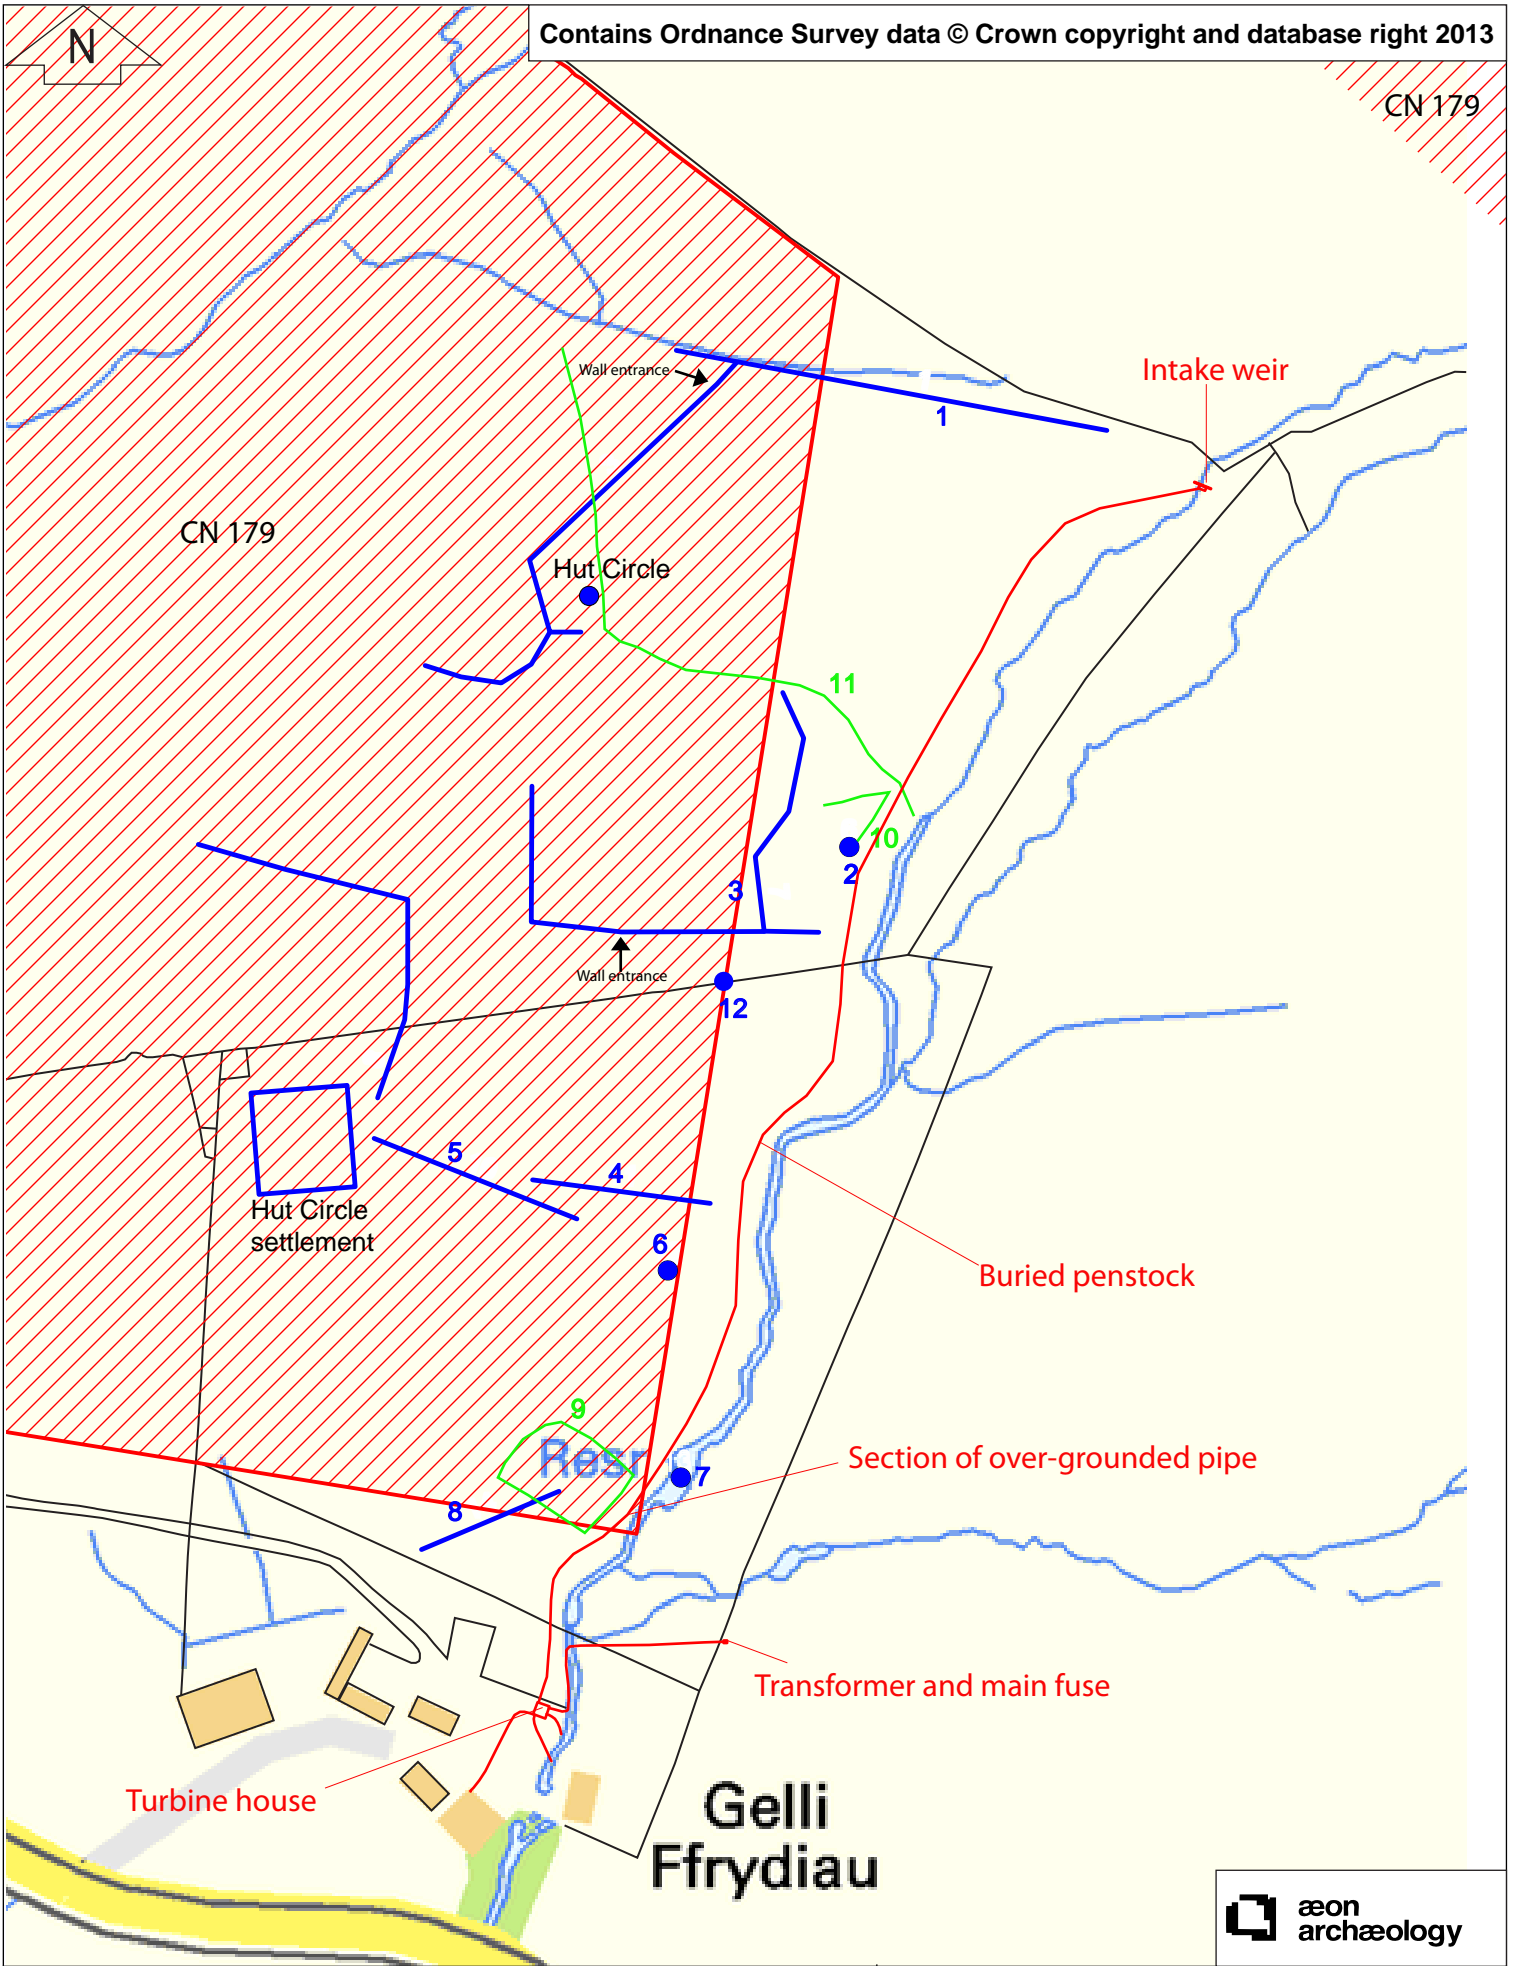 N
Contains Ordnance Survey data © Crown copyright and database right 2013
CN 179
Wall entrance
Intake weir
1
CN 179
Hut Circle
11
10
2
3
Wall entrance
12
5
4
Hut Circle
settlement
6
Buried penstock
9
Resr
Section of over-grounded pipe
7
8
Transformer and main fuse
Turbine house
Gelli
Ffrydiau
æon
archæology